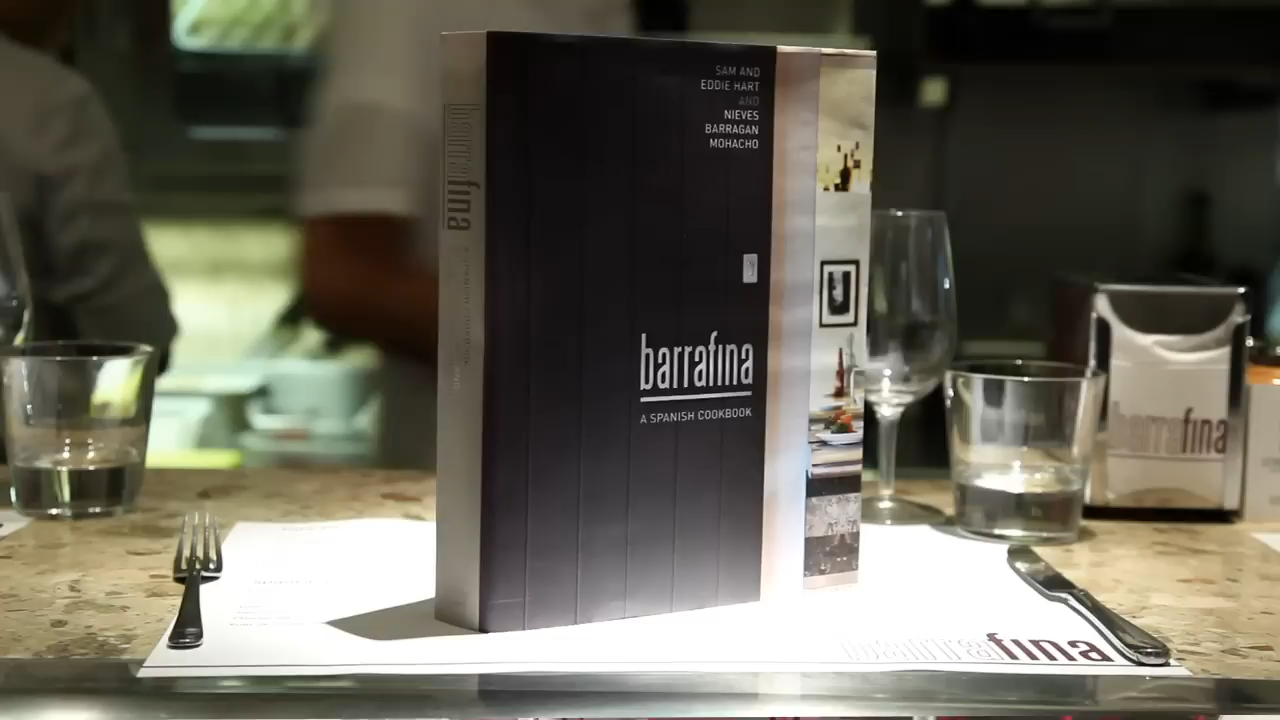 SAM AND
EDDIE HART
AND
NIEVES
BARRAGAN
MOHACHO
barrafina
A SPANISH COOKBOOK
barrafina
barrafina
barrafina